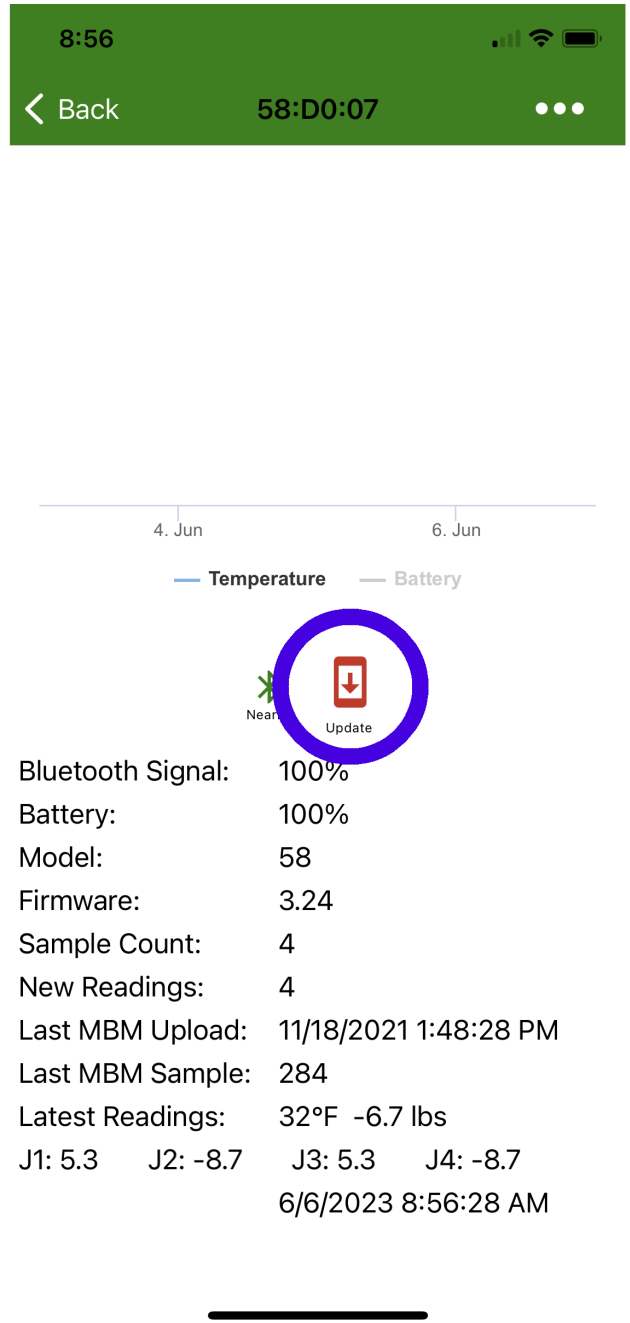 8:56
Back 58:D0:07
4. Jun 6. Jun
Temperature Battery
Update
Bluetooth Signal: 100%
Battery: 100%
Model: 58
Firmware: 3.24
Sample Count: 4
New Readings: 4
Last MBM Upload: 11/18/2021 1:48:28 PM
Last MBM Sample: 284
Latest Readings: 32°F -6.7 lbs
J1: 5.3 J2: -8.7 J3: 5.3 J4: -8.7
6/6/2023 8:56:28 AM